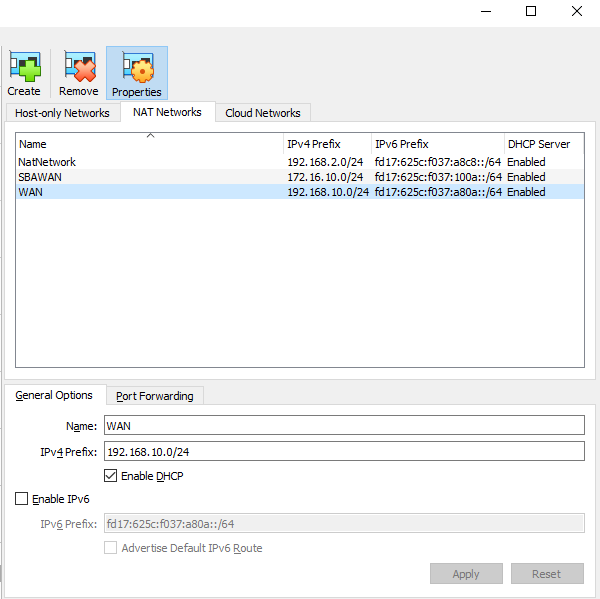 Create Remove Properties
Host-only Networks NAT Networks Cloud Networks
Name IPv4 Prefix IPv6 Prefix DHCP Server
NatNetwork 192.168.2.0/24 fd17:625c:f037:a8c8::/64 Enabled
SBAWAN 172.16.10.0/24 fd17:625c:f037:100a::/64 Enabled
WAN 192.168.10.0/24 fd17:625c:f037:a80a::/64 Enabled
General Options Port Forwarding
Name: WAN
IPv4 Prefix: 192.168.10.0/24
Enable DHCP
Enable IPv6
IPv6 Prefix: fd17:625c:f037:a80a::/64
Advertise Default IPv6 Route
Apply Reset